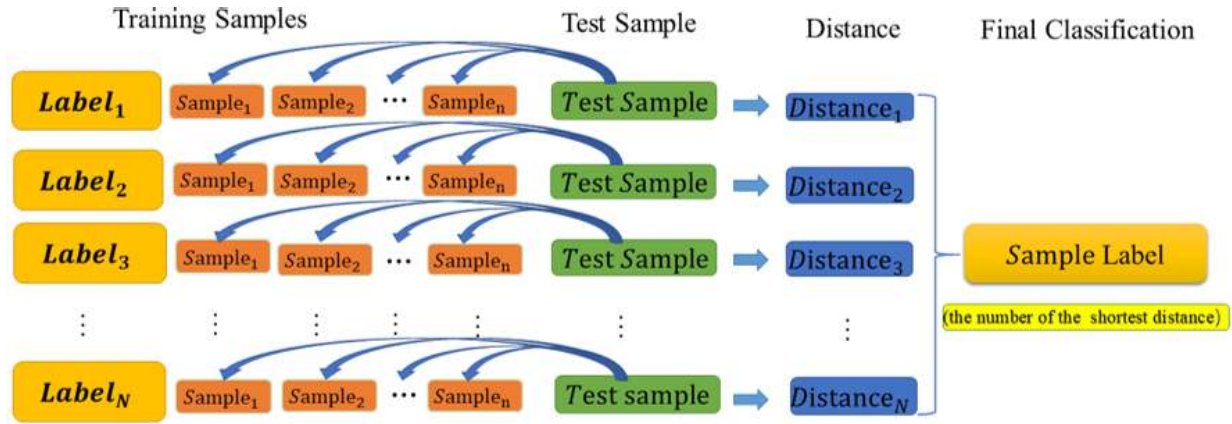 Training Samples Test Sample Distance Final Classification
Label₁ Sample₁ Sample₂ ... Sampleₙ Test Sample Distance₁
Label₂ Sample₁ Sample₂ ... Sampleₙ Test Sample Distance₂
Label₃ Sample₁ Sample₂ ... Sampleₙ Test Sample Distance₃
Sample Label
(the number of the shortest distance)
⋮ ⋮ ⋮ ⋮ ⋮ ⋮ ⋮
Label_N Sample₁ Sample₂ ... Sampleₙ Test sample Distance_N